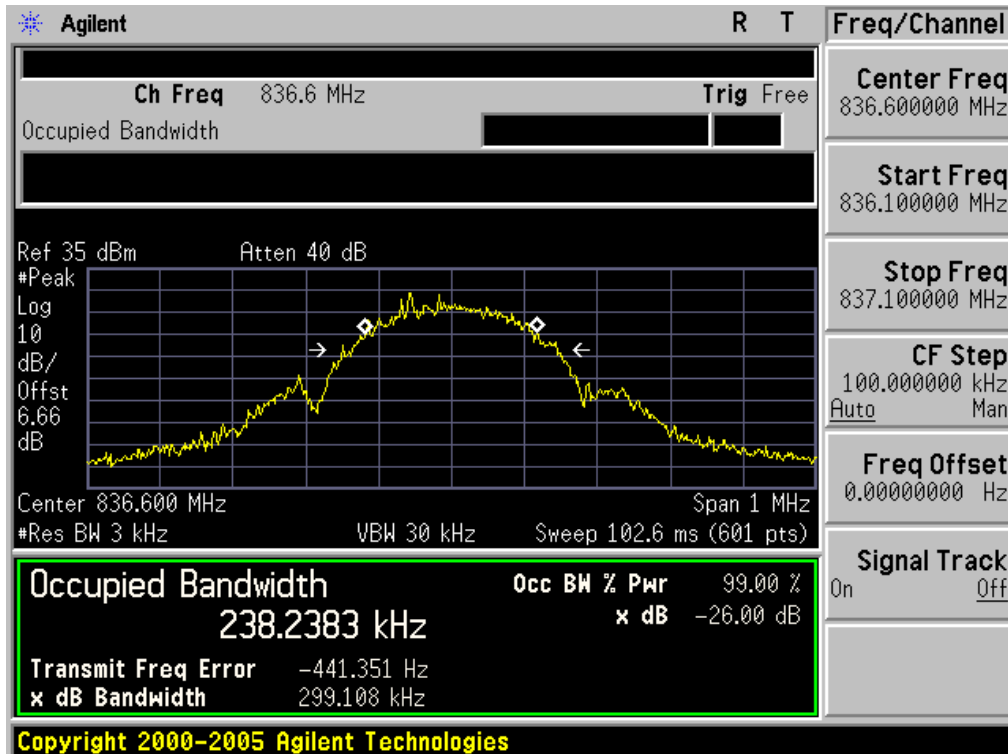 Agilent R T Freq/Channel
Ch Freq 836.6 MHz Trig Free
Occupied Bandwidth
Center Freq
836.600000 MHz
Start Freq
836.100000 MHz
Stop Freq
837.100000 MHz
CF Step
100.000000 kHz
Auto Man
Freq Offset
0.00000000 Hz
Signal Track
On Off
Ref 35 dBm Atten 40 dB
#Peak
Log
10
dB/
Offst
6.66
dB
Center 836.600 MHz Span 1 MHz
#Res BW 3 kHz VBW 30 kHz Sweep 102.6 ms (601 pts)
Occupied Bandwidth Occ BW % Pwr 99.00 %
238.2383 kHz x dB -26.00 dB
Transmit Freq Error -441.351 Hz
x dB Bandwidth 299.108 kHz
Copyright 2000-2005 Agilent Technologies